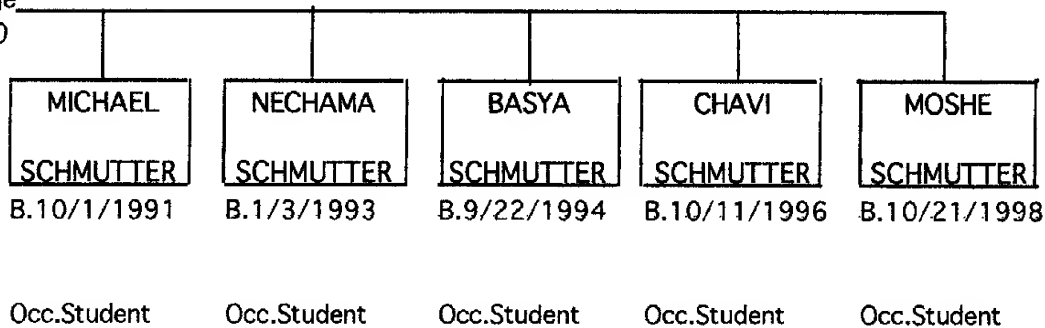 MICHAEL NECHAMA BASYA CHAVI MOSHE
SCHMUTTER SCHMUTTER SCHMUTTER SCHMUTTER SCHMUTTER
B.10/1/1991 B.1/3/1993 B.9/22/1994 B.10/11/1996 B.10/21/1998
Occ.Student Occ.Student Occ.Student Occ.Student Occ.Student